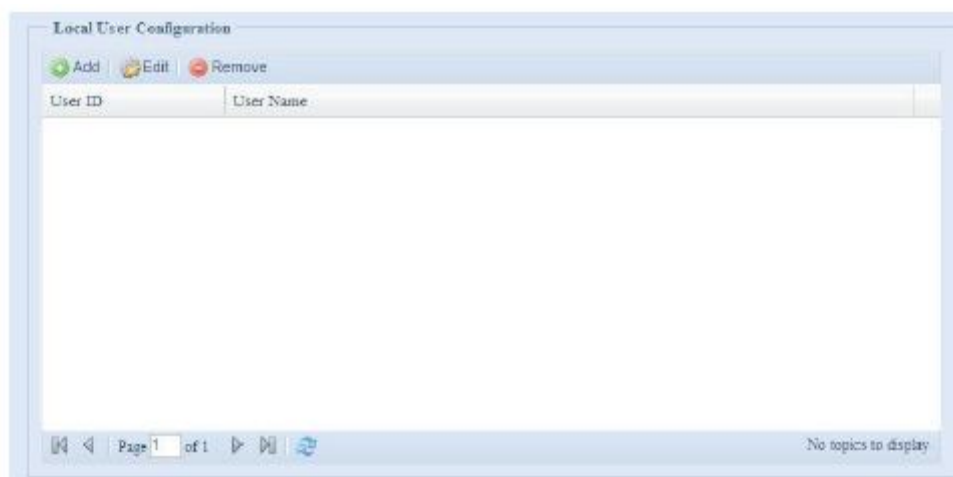 Local User Configuration
Add Edit Remove
User ID User Name
Page 1 of 1 No topics to display